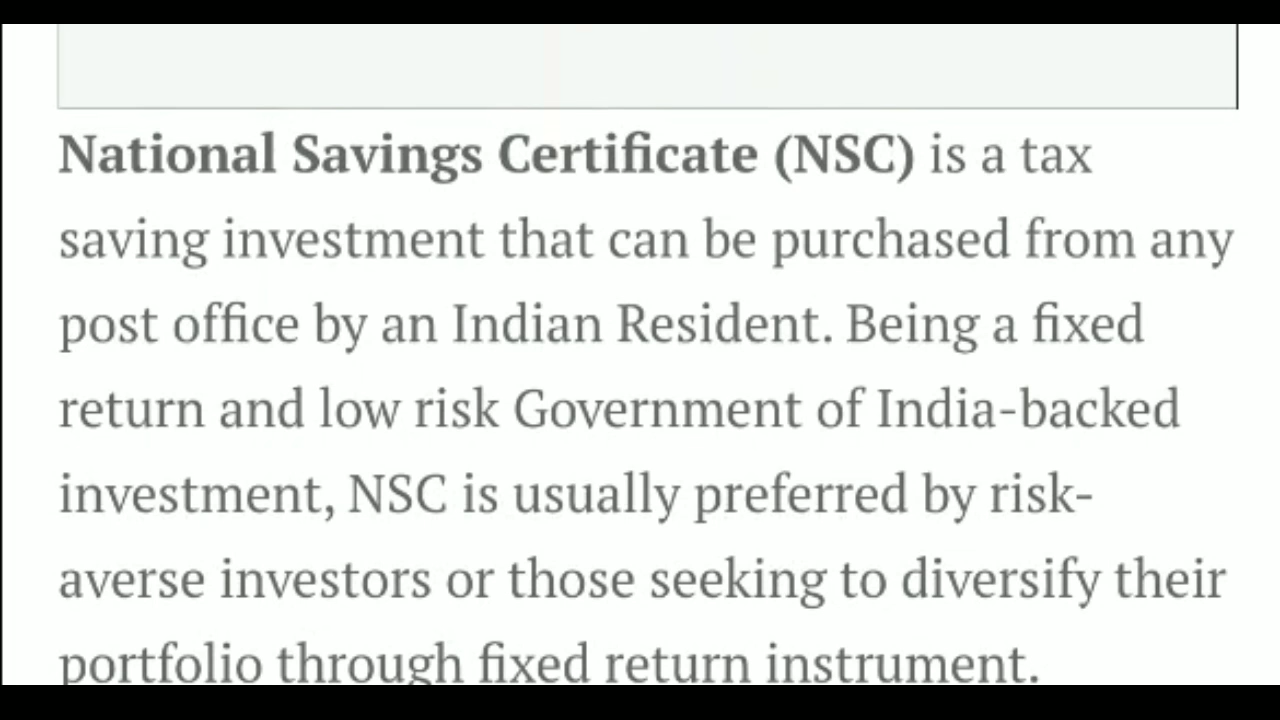 National Savings Certificate (NSC) is a tax
saving investment that can be purchased from any
post office by an Indian Resident. Being a fixed
return and low risk Government of India-backed
investment, NSC is usually preferred by risk-
averse investors or those seeking to diversify their
portfolio through fixed return instrument.